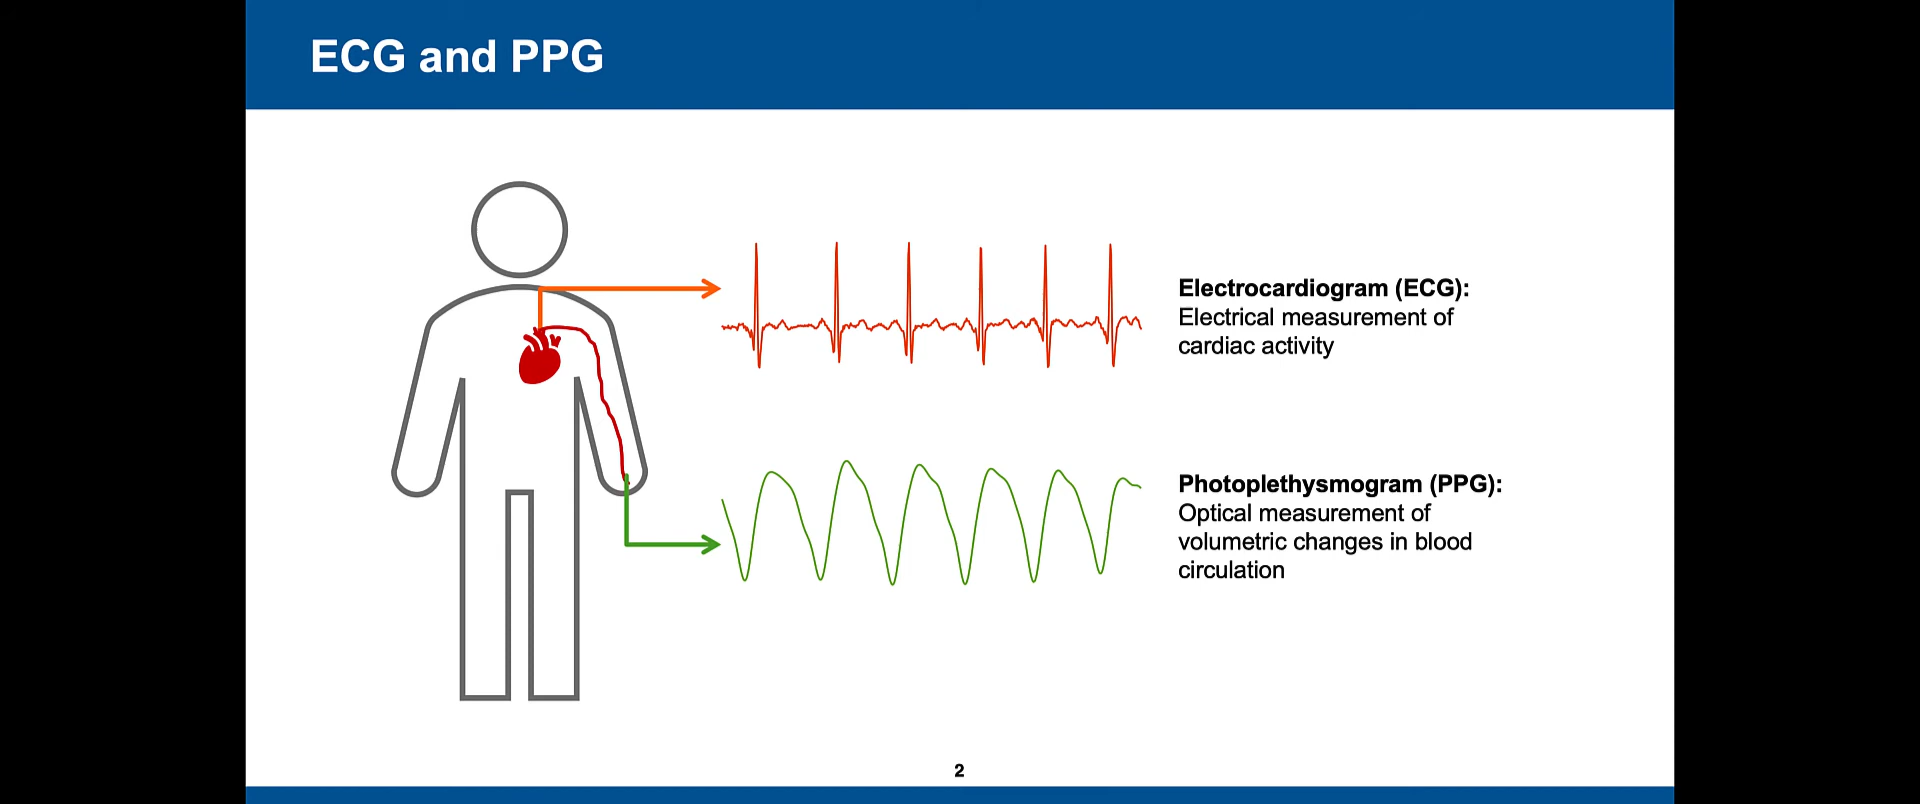 ECG and PPG
Electrocardiogram (ECG):
Electrical measurement of
cardiac activity
Photoplethysmogram (PPG):
Optical measurement of
volumetric changes in blood
circulation
2